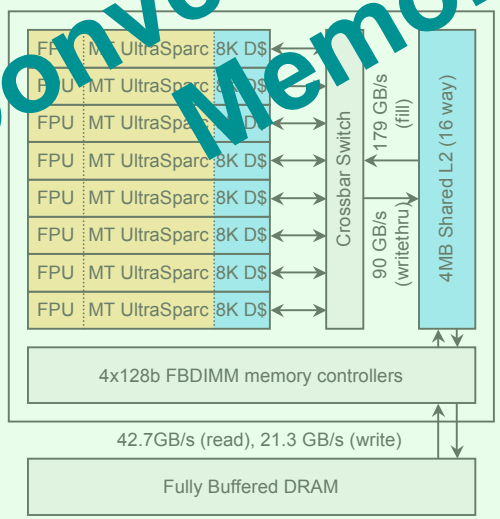 FPU MT UltraSparc 8K D$
FPU MT UltraSparc 8K D$
FPU MT UltraSparc 8K D$
FPU MT UltraSparc 8K D$
FPU MT UltraSparc 8K D$
FPU MT UltraSparc 8K D$
FPU MT UltraSparc 8K D$
FPU MT UltraSparc 8K D$
Crossbar Switch
179 GB/s
(fill)
90 GB/s
(writethru)
4MB Shared L2 (16 way)
4x128b FBDIMM memory controllers
42.7GB/s (read), 21.3 GB/s (write)
Fully Buffered DRAM